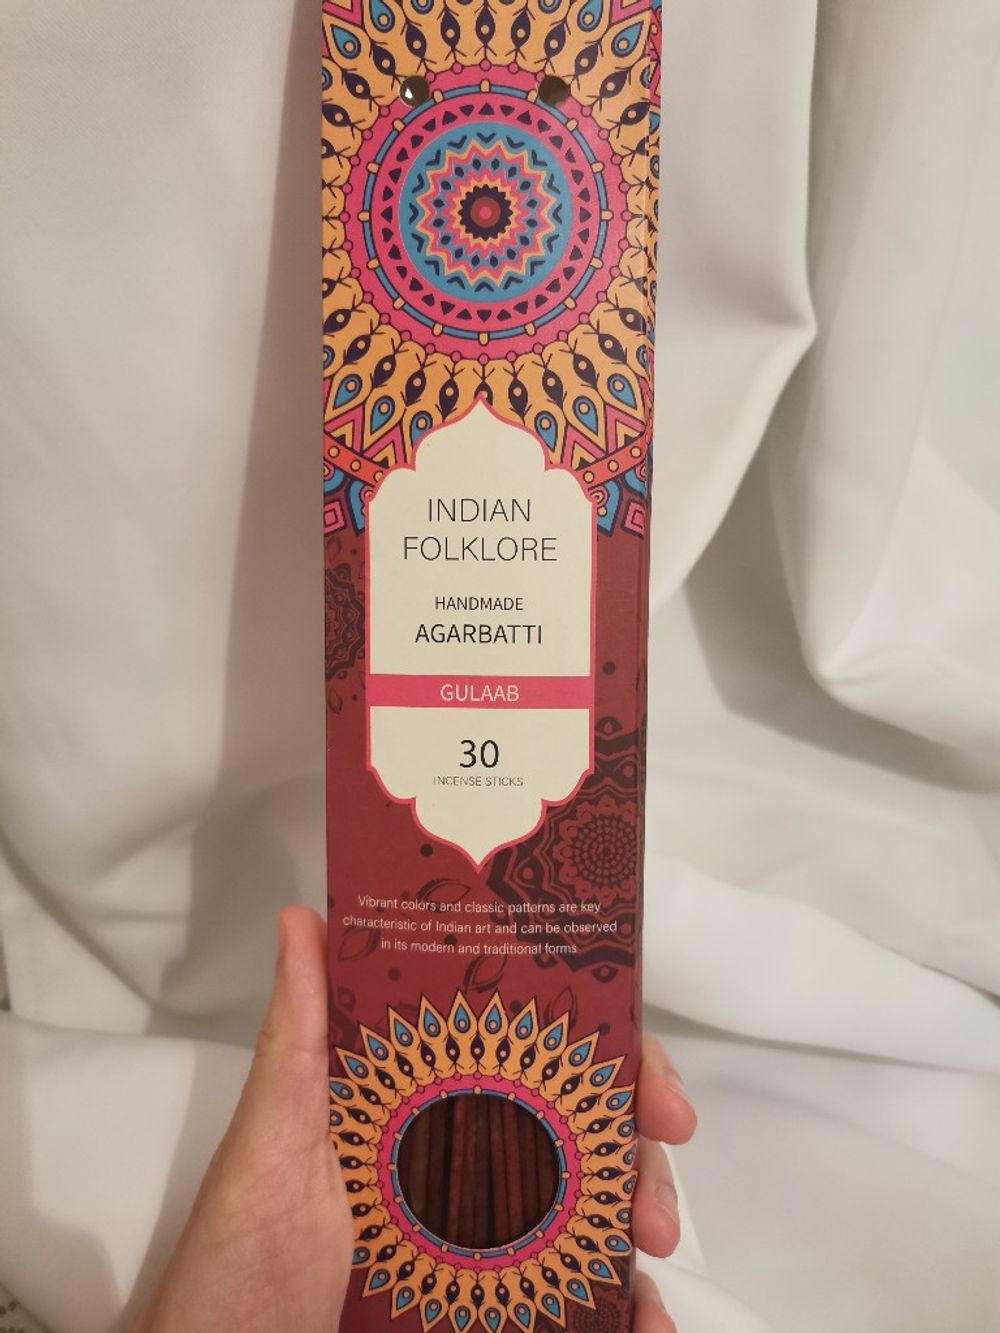 INDIAN
FOLKLORE
HANDMADE
AGARBATTI
GULAAB
30
INCENSE STICKS
Vibrant colors and classic patterns are key
characteristic of Indian art and can be observed
in its modern and traditional forms.